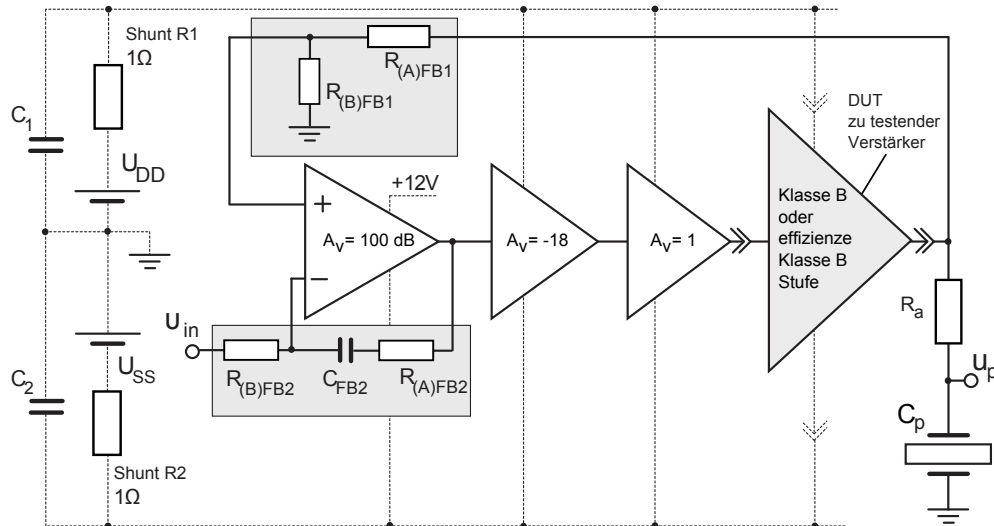 Shunt R1
1Ω
C1
UDD
R(A)FB1
R(B)FB1
+12V
+
−
Av= 100 dB
Av= -18
Av= 1
DUT
zu testender
Verstärker
Klasse B
oder
effizienze
Klasse B
Stufe
Ra
up
Cp
uin
R(B)FB2
CFB2
R(A)FB2
USS
C2
Shunt R2
1Ω